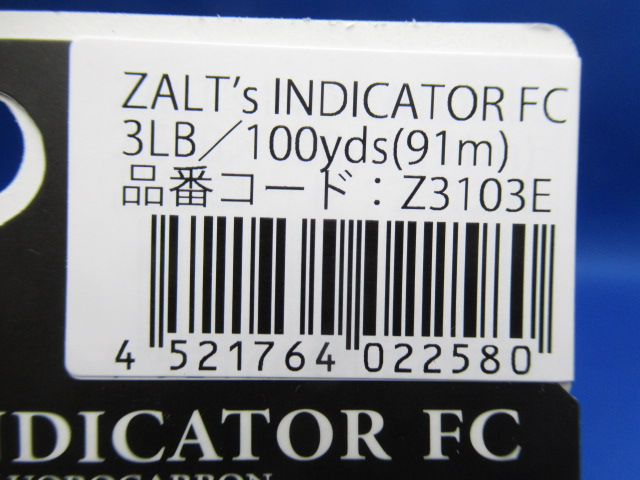 ZALT's INDICATOR FC
3LB／100yds(91m)
品番コード：Z3103E
4 521764 022580
INDICATOR FC